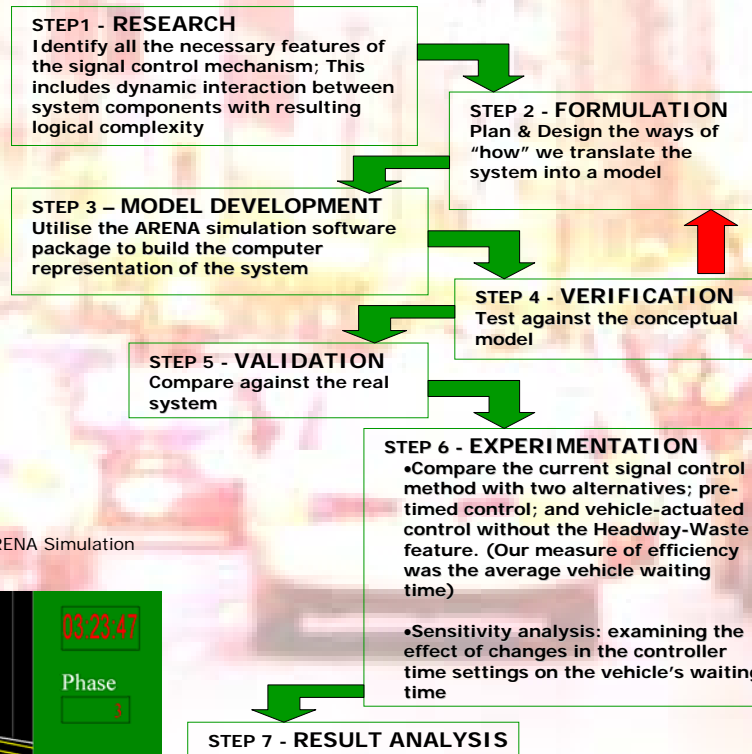 STEP1 - RESEARCH
Identify all the necessary features of
the signal control mechanism; This
includes dynamic interaction between
system components with resulting
logical complexity
STEP 2 - FORMULATION
Plan & Design the ways of
“how” we translate the
system into a model
STEP 3 – MODEL DEVELOPMENT
Utilise the ARENA simulation software
package to build the computer
representation of the system
STEP 4 - VERIFICATION
Test against the conceptual
model
STEP 5 - VALIDATION
Compare against the real
system
STEP 6 - EXPERIMENTATION
•Compare the current signal control
method with two alternatives; pre-
timed control; and vehicle-actuated
control without the Headway-Waste
feature. (Our measure of efficiency
was the average vehicle waiting
time)
•Sensitivity analysis: examining the
effect of changes in the controller
time settings on the vehicle's waiting
time
RENA Simulation
03:23:47
Phase
3
STEP 7 - RESULT ANALYSIS